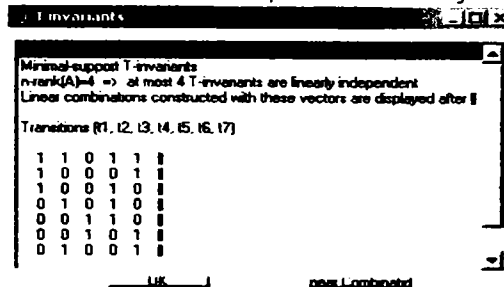 T invariants
Minimal-support T-invariants
n-rank(A)=4 => at most 4 T-invariants are linearly independent
Linear combinations constructed with these vectors are displayed after ||
Transitions (t1, t2, t3, t4, t5, t6, t7)
1 1 0 1 1 ||
1 0 0 0 1 ||
1 0 0 1 0 ||
0 1 0 1 0 ||
0 0 1 1 0 ||
0 0 1 0 1 ||
0 1 0 0 1 ||
OK